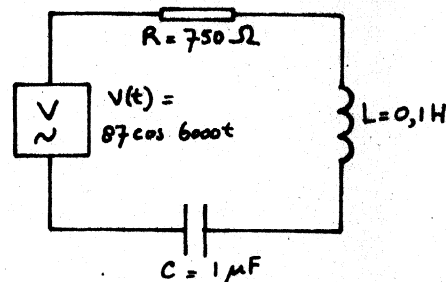 R = 750 Ω
V
~
V(t) =
87 cos 6000t
L = 0,1 H
C = 1 μF